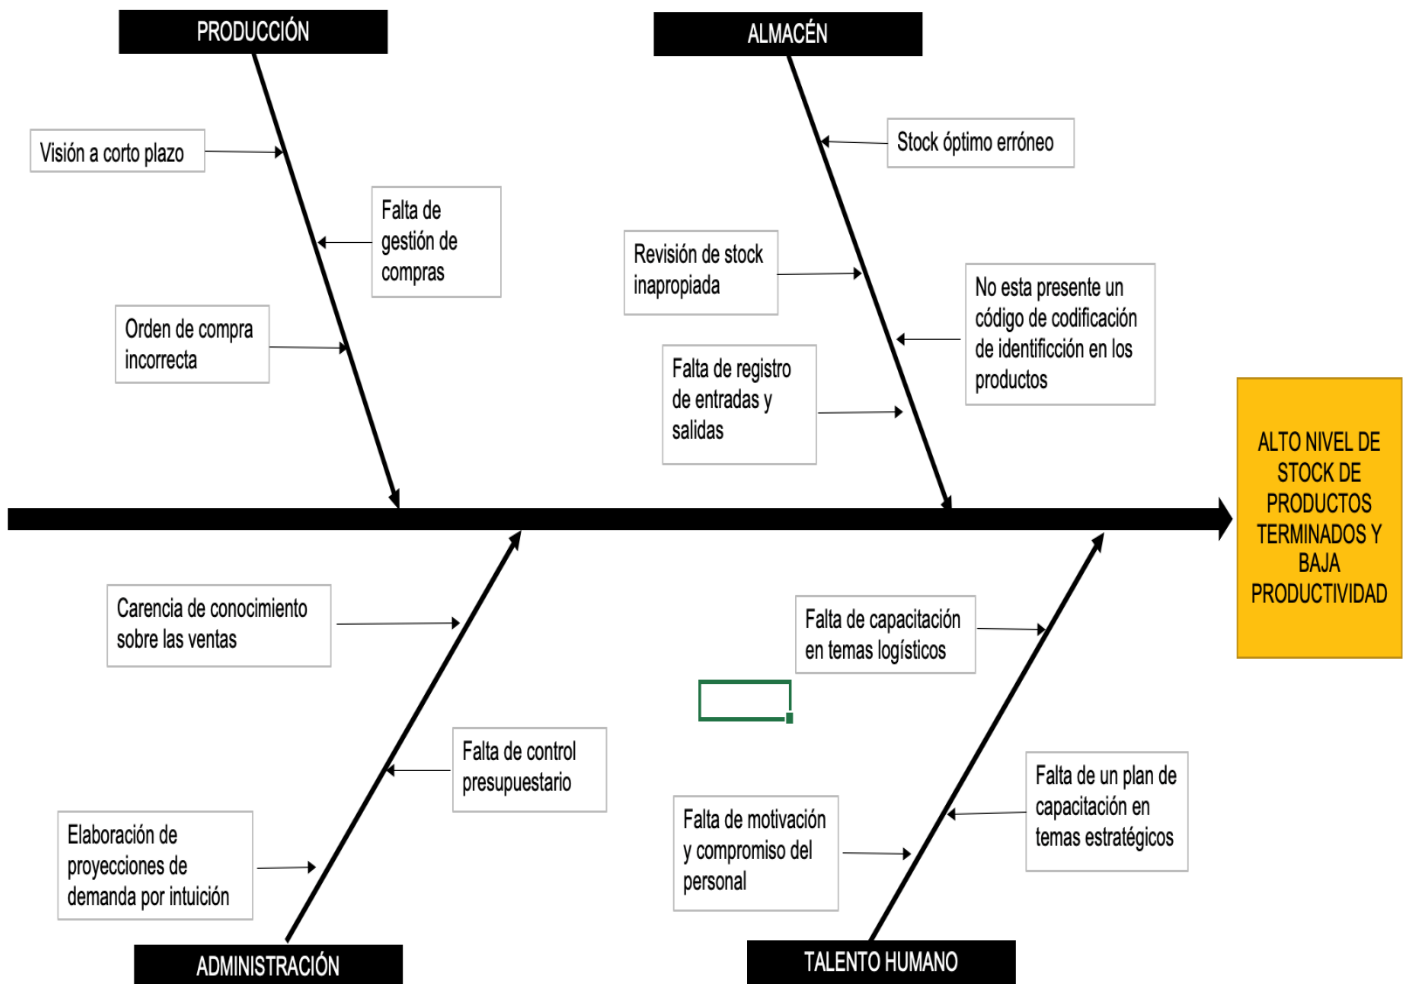 PRODUCCIÓN
ALMACÉN
Visión a corto plazo
Stock óptimo erróneo
Falta de
gestión de
compras
Revisión de stock
inapropiada
No esta presente un
código de codificación
de identificción en los
productos
Orden de compra
incorrecta
Falta de registro
de entradas y
salidas
ALTO NIVEL DE
STOCK DE
PRODUCTOS
TERMINADOS Y
BAJA
PRODUCTIVIDAD
Carencia de conocimiento
sobre las ventas
Falta de capacitación
en temas logísticos
Falta de control
presupuestario
Falta de un plan de
capacitación en
temas estratégicos
Elaboración de
proyecciones de
demanda por intuición
Falta de motivación
y compromiso del
personal
ADMINISTRACIÓN
TALENTO HUMANO